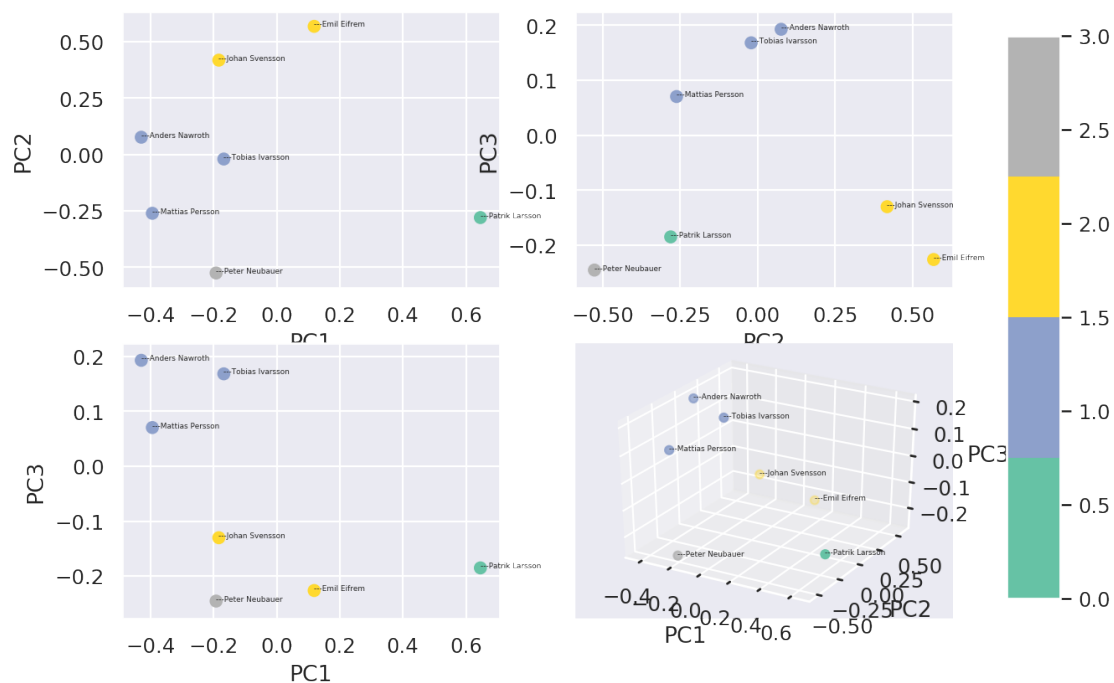 0.50
0.25
0.00
−0.25
−0.50
PC2
Emil Eifrem
Johan Svensson
Anders Nawroth
Tobias Ivarsson
Mattias Persson
Patrik Larsson
Peter Neubauer
−0.4 −0.2 0.0 0.2 0.4 0.6
PC1
0.2
0.1
0.0
−0.1
−0.2
PC3
Anders Nawroth
Tobias Ivarsson
Mattias Persson
Johan Svensson
Patrik Larsson
Emil Eifrem
Peter Neubauer
−0.50 −0.25 0.00 0.25 0.50
PC2
0.2
0.1
0.0
−0.1
−0.2
PC3
Anders Nawroth
Tobias Ivarsson
Mattias Persson
Johan Svensson
Patrik Larsson
Emil Eifrem
Peter Neubauer
−0.4 −0.2 0.0 0.2 0.4 0.6
PC1
Anders Nawroth
Tobias Ivarsson
Mattias Persson
Johan Svensson
Emil Eifrem
Peter Neubauer
Patrik Larsson
0.2
0.1
0.0
−0.1
−0.2
PC3
0.50
0.25
0.00
−0.25
−0.50
PC2
−0.4 −0.2 0.0 0.2 0.4 0.6
PC1
3.0
2.5
2.0
1.5
1.0
0.5
0.0